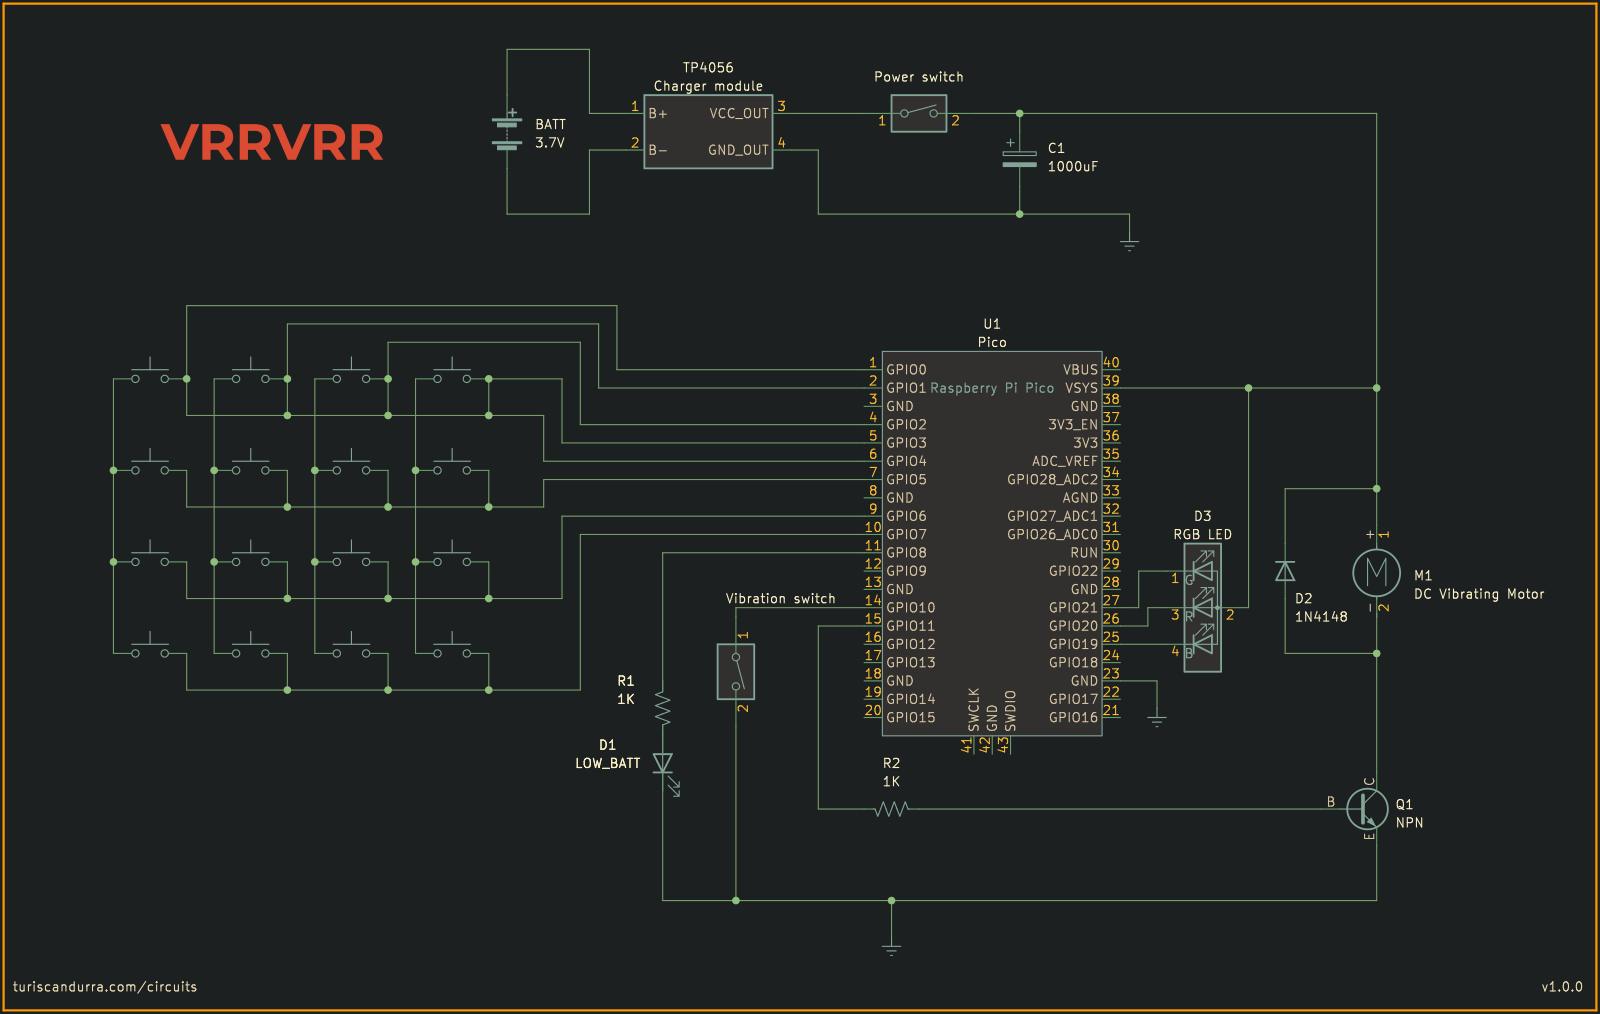 VRRVRR
+
BATT
3.7V
TP4056
Charger module
1 B+ VCC_OUT 3
2 B- GND_OUT 4
Power switch
1 2
+
C1
1000uF
U1
Pico
Raspberry Pi Pico
1 GPIO0
2 GPIO1
3 GND
4 GPIO2
5 GPIO3
6 GPIO4
7 GPIO5
8 GND
9 GPIO6
10 GPIO7
11 GPIO8
12 GPIO9
13 GND
14 GPIO10
15 GPIO11
16 GPIO12
17 GPIO13
18 GND
19 GPIO14
20 GPIO15
VBUS 40
VSYS 39
GND 38
3V3_EN 37
3V3 36
ADC_VREF 35
GPIO28_ADC2 34
AGND 33
GPIO27_ADC1 32
GPIO26_ADC0 31
RUN 30
GPIO22 29
GND 28
GPIO21 27
GPIO20 26
GPIO19 25
GPIO18 24
GND 23
GPIO17 22
GPIO16 21
SWCLK 41
GND 42
SWDIO 43
D3
RGB LED
1 G
3 R 2
4 B
D2
1N4148
+ 1
M
- 2
M1
DC Vibrating Motor
Vibration switch
1
2
R1
1K
D1
LOW_BATT
R2
1K
B
C
E
Q1
NPN
turiscandurra.com/circuits
v1.0.0